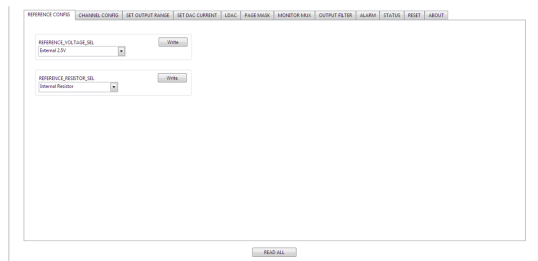 REFERENCE CONFIG CHANNEL CONFIG SET OUTPUT RANGE SET DAC CURRENT LDAC PAGE MASK MONITOR MUX OUTPUT FILTER ALARM STATUS RESET ABOUT
REFERENCE_VOLTAGE_SEL Write
External 2.5V
REFERENCE_RESISTOR_SEL Write
Internal Resistor
READ ALL